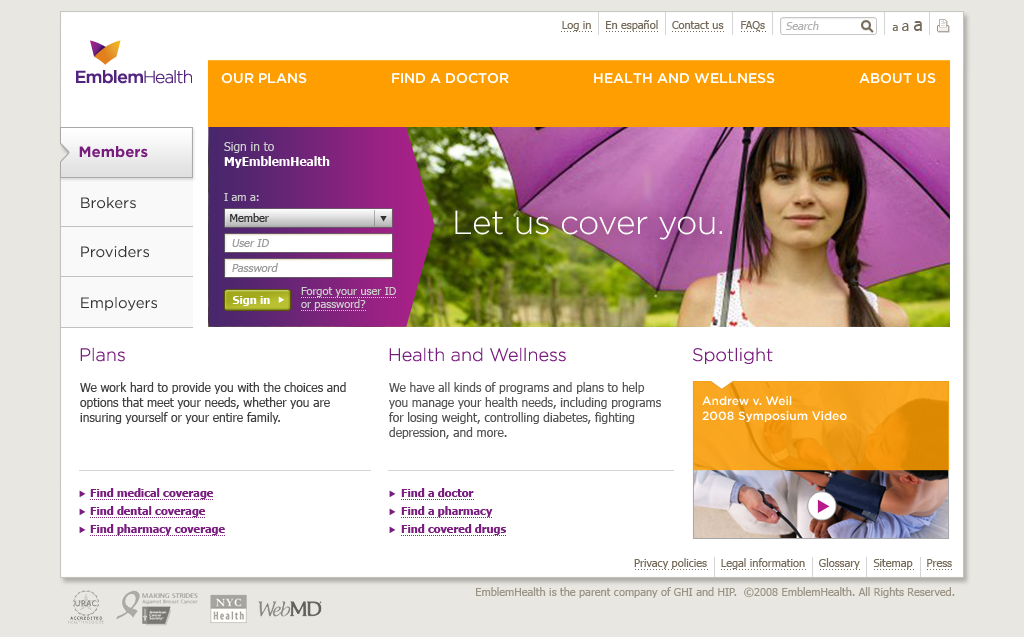 Log in
En español
Contact us
FAQs
Search
a a a
EmblemHealth
OUR PLANS
FIND A DOCTOR
HEALTH AND WELLNESS
ABOUT US
Members
Brokers
Providers
Employers
Sign in to
MyEmblemHealth
I am a:
Member
User ID
Password
Sign in
Forgot your user ID
or password?
Let us cover you.
Plans
We work hard to provide you with the choices and
options that meet your needs, whether you are
insuring yourself or your entire family.
Find medical coverage
Find dental coverage
Find pharmacy coverage
Health and Wellness
We have all kinds of programs and plans to help
you manage your health needs, including programs
for losing weight, controlling diabetes, fighting
depression, and more.
Find a doctor
Find a pharmacy
Find covered drugs
Spotlight
Andrew v. Weil
2008 Symposium Video
Privacy policies
Legal information
Glossary
Sitemap
Press
URAC
ACCREDITED
MAKING STRIDES
Against Breast Cancer
American
Cancer
Society
NYC
Health
WebMD
EmblemHealth is the parent company of GHI and HIP. ©2008 EmblemHealth. All Rights Reserved.